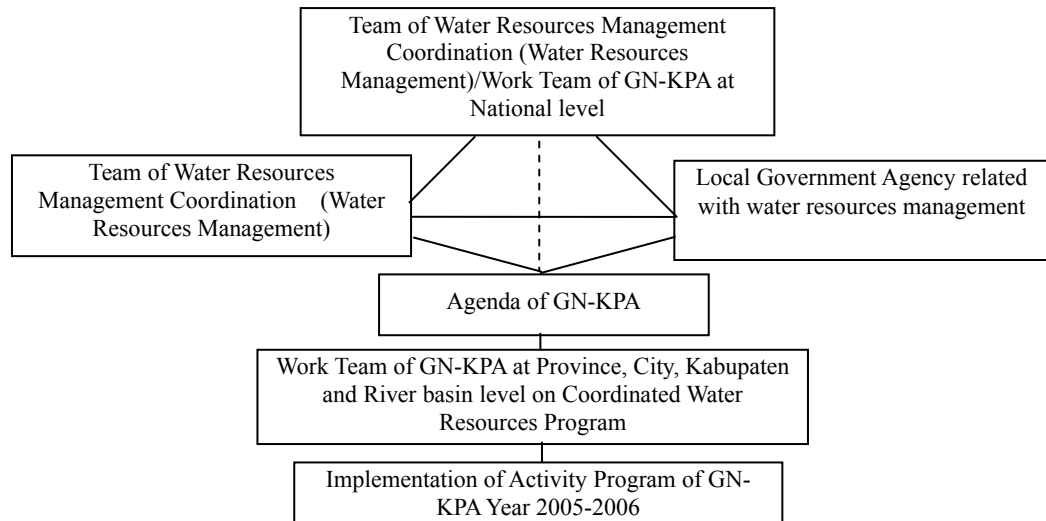 Team of Water Resources Management
Coordination (Water Resources
Management)/Work Team of GN-KPA at
National level
Team of Water Resources
Management Coordination (Water
Resources Management)
Local Government Agency related
with water resources management
Agenda of GN-KPA
Work Team of GN-KPA at Province, City, Kabupaten
and River basin level on Coordinated Water
Resources Program
Implementation of Activity Program of GN-
KPA Year 2005-2006